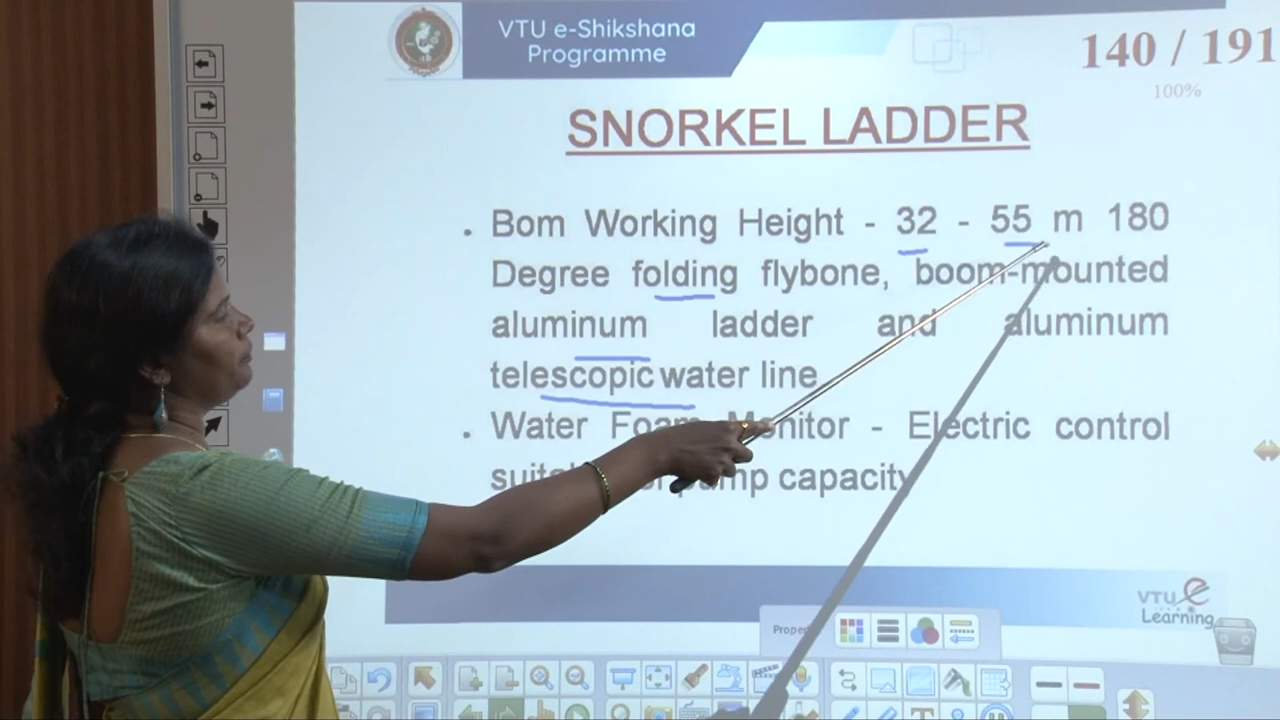 VTU e-Shikshana
Programme
140 / 191
100%
SNORKEL LADDER
. Bom Working Height - 32 - 55 m 180
Degree folding flybone, boom-mounted
aluminum ladder and aluminum
telescopic water line.
. Water Foam Monitor - Electric control
pump capacity
VTU e
Learning